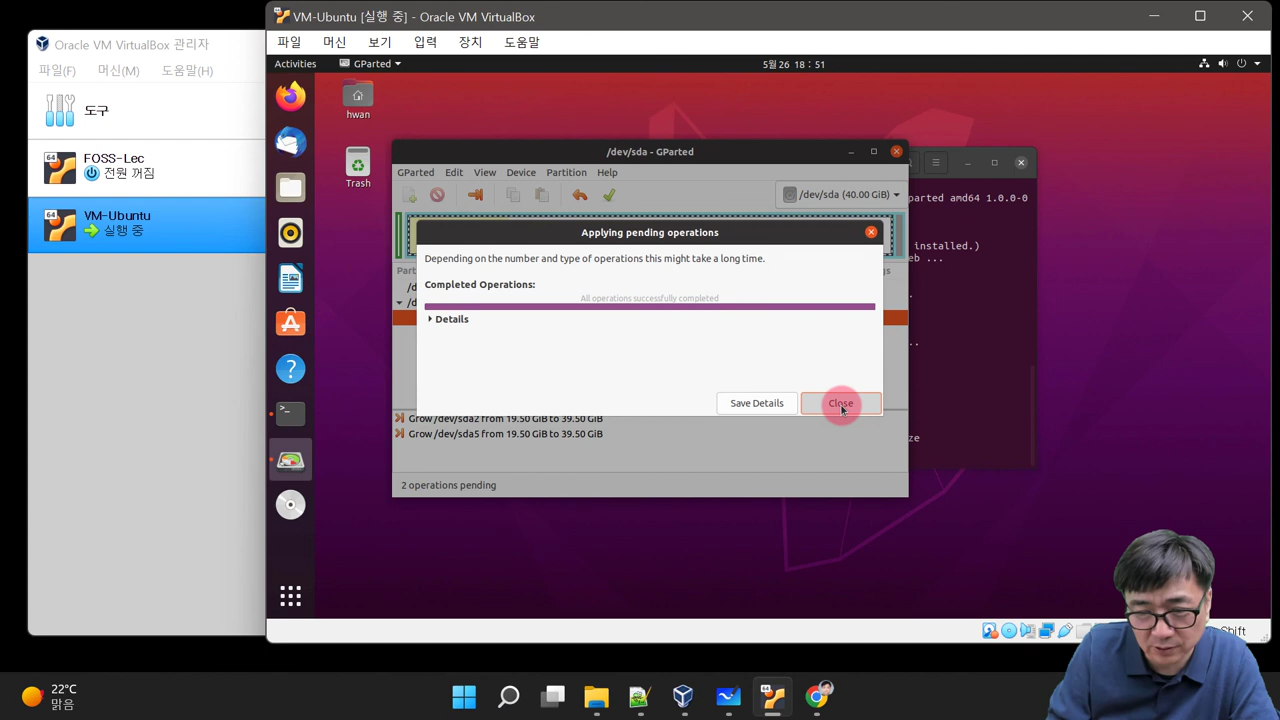 VM-Ubuntu [실행 중] - Oracle VM VirtualBox
Oracle VM VirtualBox 관리자
파일 머신 보기 입력 장치 도움말
파일(F) 머신(M) 도움말(H)
Activities GParted 5월 26 18 : 51
도구
64
FOSS-Lec
전원 꺼짐
64
VM-Ubuntu
실행 중
hwan
Trash
/dev/sda - GParted
GParted Edit View Device Partition Help
/dev/sda (40.00 GiB)
parted amd64 1.0.0-0
installed.)
eb ...
Applying pending operations
Depending on the number and type of operations this might take a long time.
Completed Operations:
All operations successfully completed
Details
Save Details Close
Part
/d
/d
Grow /dev/sda2 from 19.50 GiB to 39.50 GiB
Grow /dev/sda5 from 19.50 GiB to 39.50 GiB
2 operations pending
ze
Shift
22°C
맑음
64